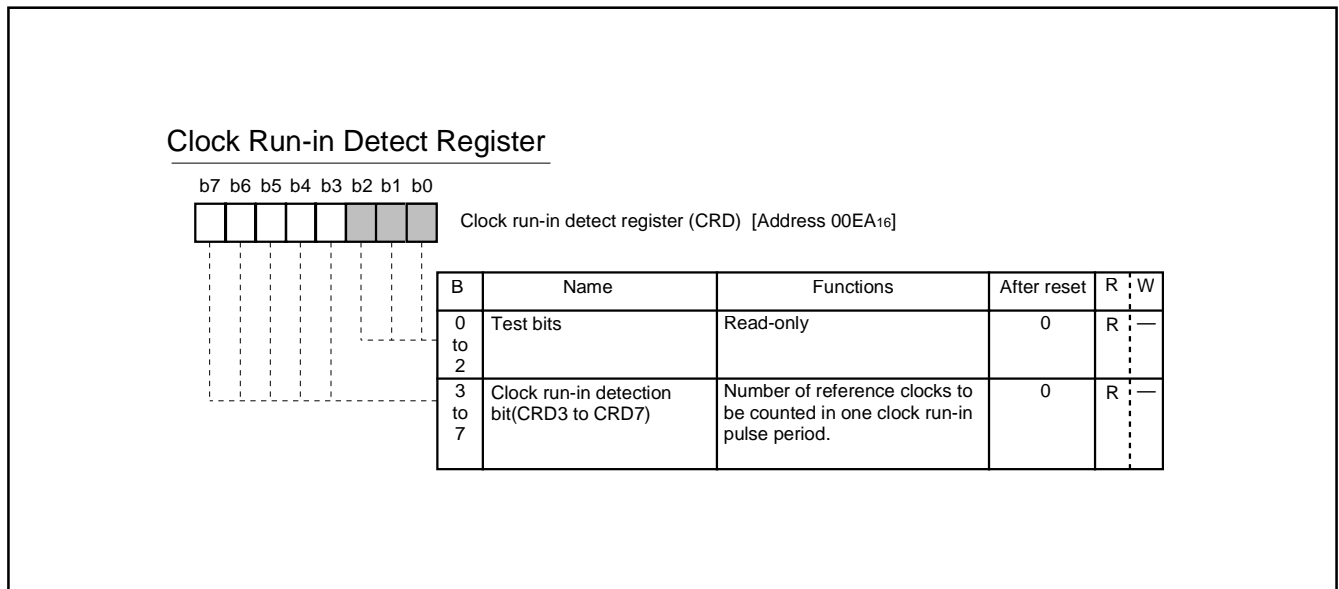 Clock Run-in Detect Register
b7 b6 b5 b4 b3 b2 b1 b0
Clock run-in detect register (CRD) [Address 00EA16]
B Name Functions After reset R W
0 to 2 Test bits Read-only 0 R —
3 to 7 Clock run-in detection bit(CRD3 to CRD7) Number of reference clocks to be counted in one clock run-in pulse period. 0 R —